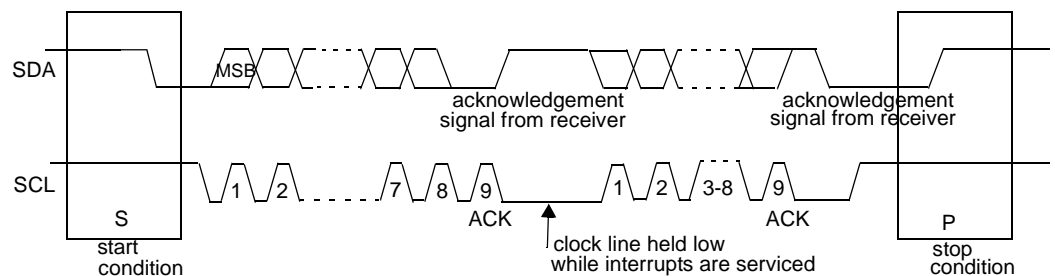 SDA
MSB
acknowledgement
signal from receiver
acknowledgement
signal from receiver
SCL
1
2
7
8
9
1
2
3-8
9
ACK
ACK
S
P
start
condition
clock line held low
while interrupts are serviced
stop
condition